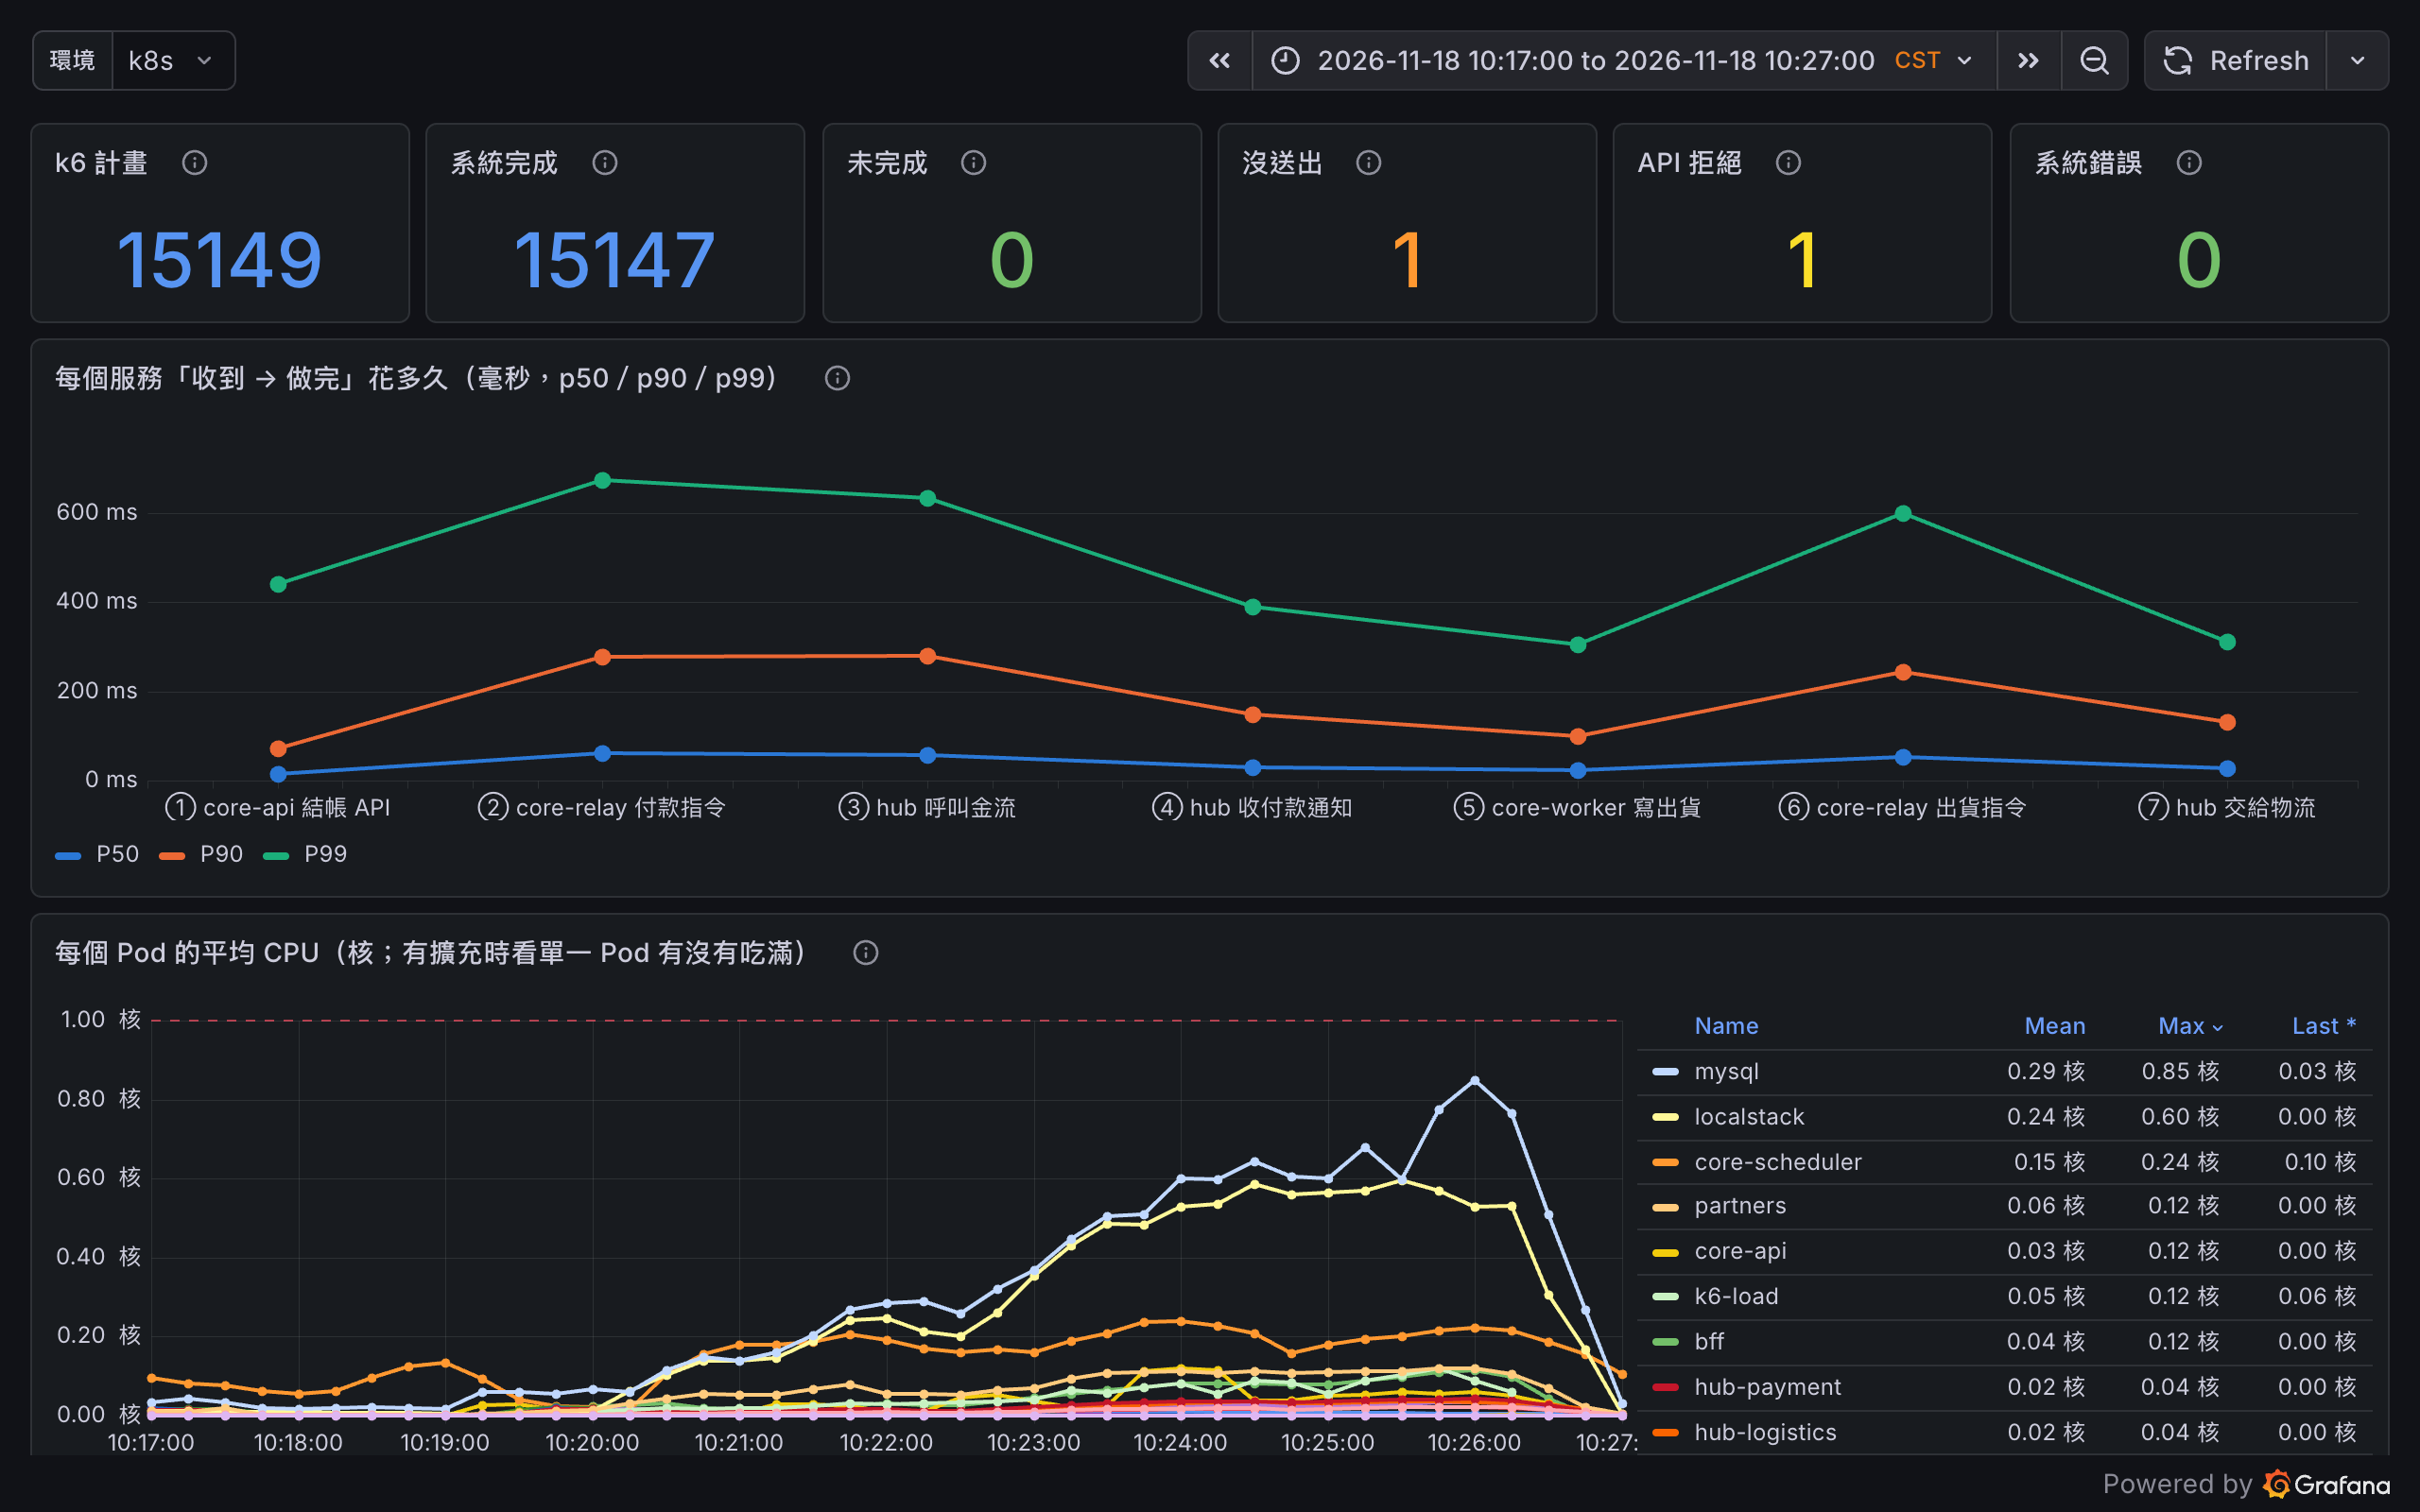 環境 k8s
2026-11-18 10:17:00 to 2026-11-18 10:27:00 CST
Refresh
k6 計畫
15149
系統完成
15147
未完成
0
沒送出
1
API 拒絕
1
系統錯誤
0
每個服務「收到 → 做完」花多久（毫秒，p50 / p90 / p99）
600 ms
400 ms
200 ms
0 ms
① core-api 結帳 API
② core-relay 付款指令
③ hub 呼叫金流
④ hub 收付款通知
⑤ core-worker 寫出貨
⑥ core-relay 出貨指令
⑦ hub 交給物流
P50 P90 P99
每個 Pod 的平均 CPU（核；有擴充時看單一 Pod 有沒有吃滿）
1.00 核
0.80 核
0.60 核
0.40 核
0.20 核
0.00 核
10:17:00 10:18:00 10:19:00 10:20:00 10:21:00 10:22:00 10:23:00 10:24:00 10:25:00 10:26:00 10:27:
Name Mean Max Last *
mysql 0.29 核 0.85 核 0.03 核
localstack 0.24 核 0.60 核 0.00 核
core-scheduler 0.15 核 0.24 核 0.10 核
partners 0.06 核 0.12 核 0.00 核
core-api 0.03 核 0.12 核 0.00 核
k6-load 0.05 核 0.12 核 0.06 核
bff 0.04 核 0.12 核 0.00 核
hub-payment 0.02 核 0.04 核 0.00 核
hub-logistics 0.02 核 0.04 核 0.00 核
Powered by Grafana